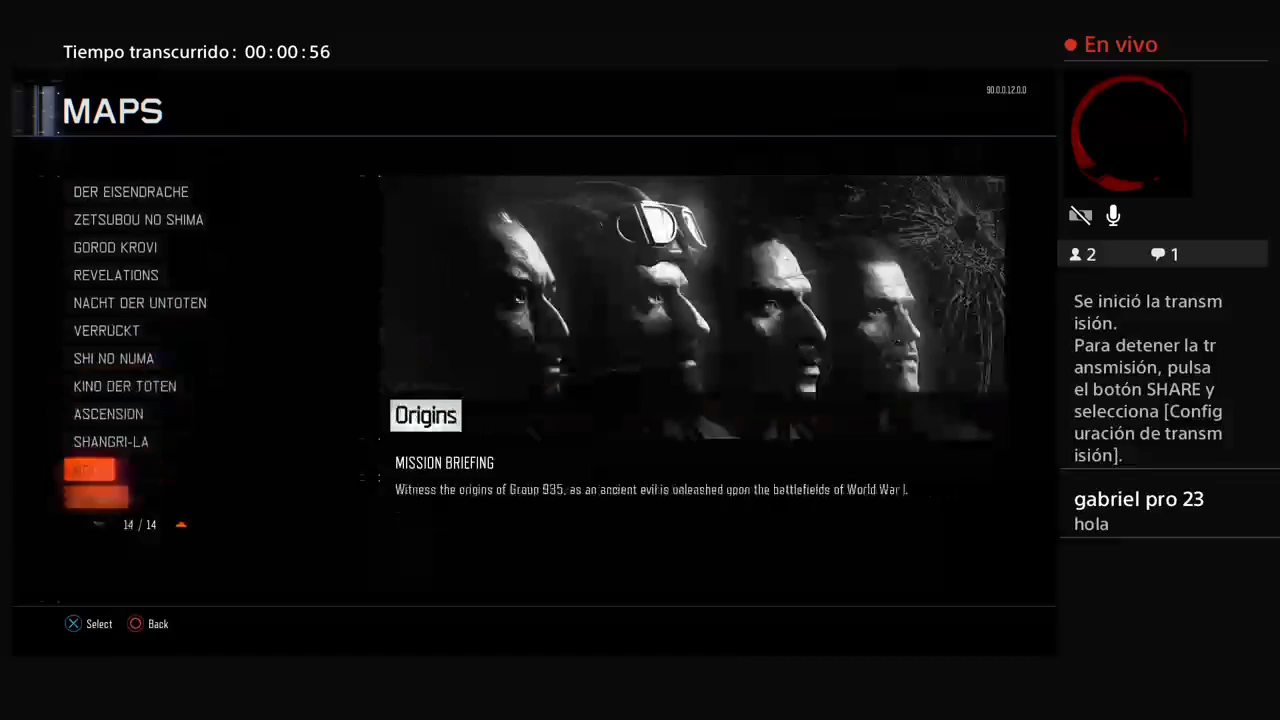 Tiempo transcurrido: 00:00:56
En vivo
MAPS
90.0.0.12.0.0
DER EISENDRACHE
ZETSUBOU NO SHIMA
GOROD KROVI
REVELATIONS
NACHT DER UNTOTEN
VERRÜCKT
SHI NO NUMA
KINO DER TOTEN
ASCENSION
SHANGRI-LA
14 / 14
Origins
MISSION BRIEFING
Witness the origins of Group 935, as an ancient evil is unleashed upon the battlefields of World War I.
Select
Back
2
1
Se inició la transm
isión.
Para detener la tr
ansmisión, pulsa
el botón SHARE y
selecciona [Config
uración de transm
isión].
gabriel pro 23
hola